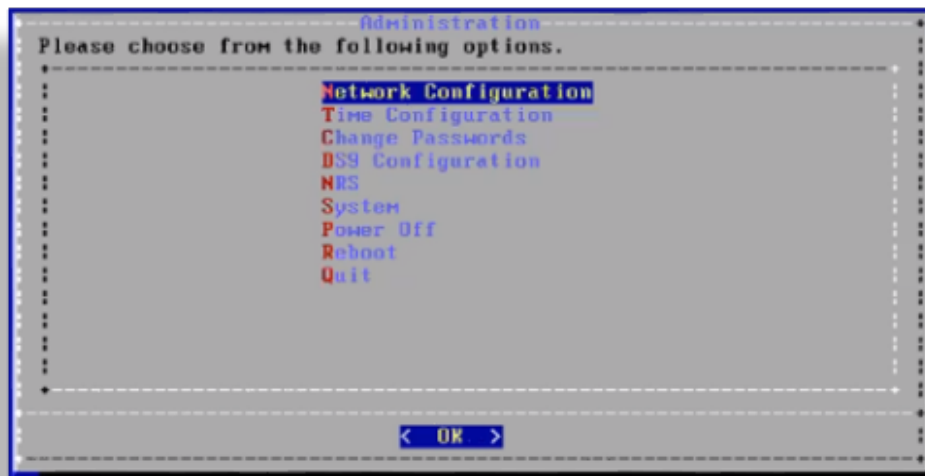 Administration
Please choose from the following options.
Network Configuration
Time Configuration
Change Passwords
DS9 Configuration
NRS
System
Power Off
Reboot
Quit
< OK >